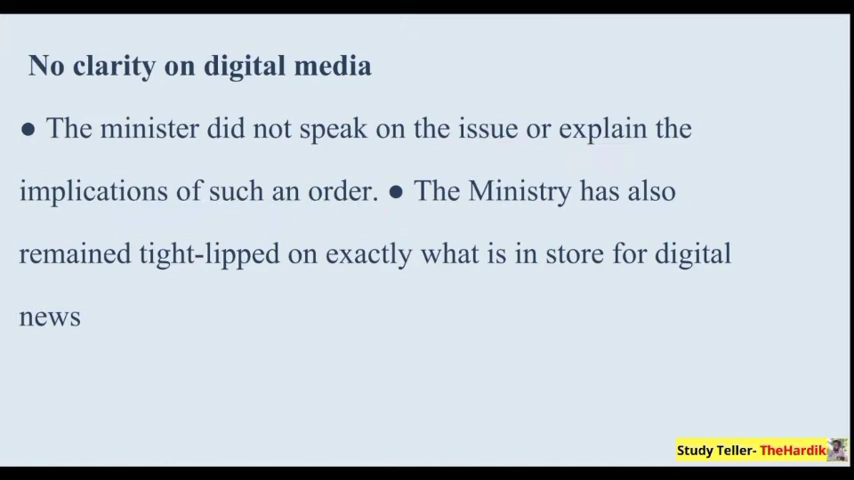 No clarity on digital media
● The minister did not speak on the issue or explain the
implications of such an order. ● The Ministry has also
remained tight-lipped on exactly what is in store for digital
news
Study Teller- TheHardik